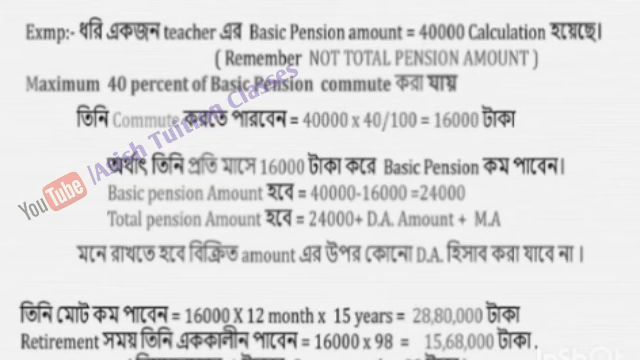 Exmp:- ধরি একজন teacher এর Basic Pension amount = 40000 Calculation হয়েছে।
( Remember NOT TOTAL PENSION AMOUNT )
Maximum 40 percent of Basic Pension commute করা যায়
তিনি Commute করতে পারবেন = 40000 x 40/100 = 16000 টাকা
অর্থাৎ তিনি প্রতি মাসে 16000 টাকা করে Basic Pension কম পাবেন।
Basic pension Amount হবে = 40000-16000 =24000
Total pension Amount হবে = 24000+ D.A. Amount + M.A
মনে রাখতে হবে বিক্রিত amount এর উপর কোনো D.A. হিসাব করা যাবে না ।
তিনি মোট কম পাবেন = 16000 X 12 month x 15 years = 28,80,000 টাকা
Retirement সময় তিনি এককালীন পাবেন = 16000 x 98 = 15,68,000 টাকা .
YouTube /Asish Tuition Classes